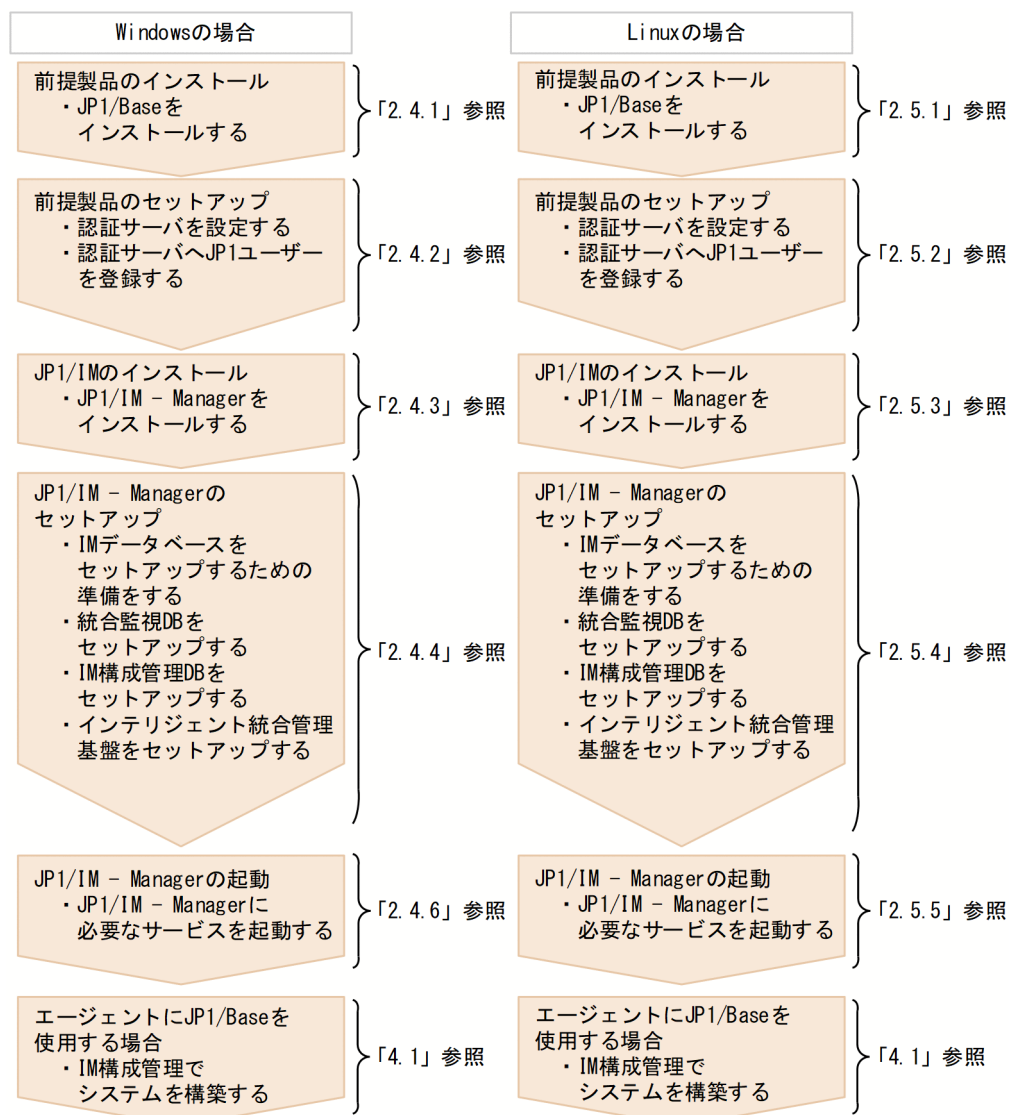 Windowsの場合
前提製品のインストール
・JP1/Baseを
インストールする
「2.4.1」参照
前提製品のセットアップ
・認証サーバを設定する
・認証サーバへJP1ユーザー
を登録する
「2.4.2」参照
JP1/IMのインストール
・JP1/IM － Managerを
インストールする
「2.4.3」参照
JP1/IM － Managerの
セットアップ
・IMデータベースを
セットアップするための
準備をする
・統合監視DBを
セットアップする
・IM構成管理DBを
セットアップする
・インテリジェント統合管理
基盤をセットアップする
「2.4.4」参照
JP1/IM － Managerの起動
・JP1/IM － Managerに
必要なサービスを起動する
「2.4.6」参照
エージェントにJP1/Baseを
使用する場合
・IM構成管理で
システムを構築する
「4.1」参照
Linuxの場合
前提製品のインストール
・JP1/Baseを
インストールする
「2.5.1」参照
前提製品のセットアップ
・認証サーバを設定する
・認証サーバへJP1ユーザー
を登録する
「2.5.2」参照
JP1/IMのインストール
・JP1/IM － Managerを
インストールする
「2.5.3」参照
JP1/IM － Managerの
セットアップ
・IMデータベースを
セットアップするための
準備をする
・統合監視DBを
セットアップする
・IM構成管理DBを
セットアップする
・インテリジェント統合管理
基盤をセットアップする
「2.5.4」参照
JP1/IM － Managerの起動
・JP1/IM － Managerに
必要なサービスを起動する
「2.5.5」参照
エージェントにJP1/Baseを
使用する場合
・IM構成管理で
システムを構築する
「4.1」参照